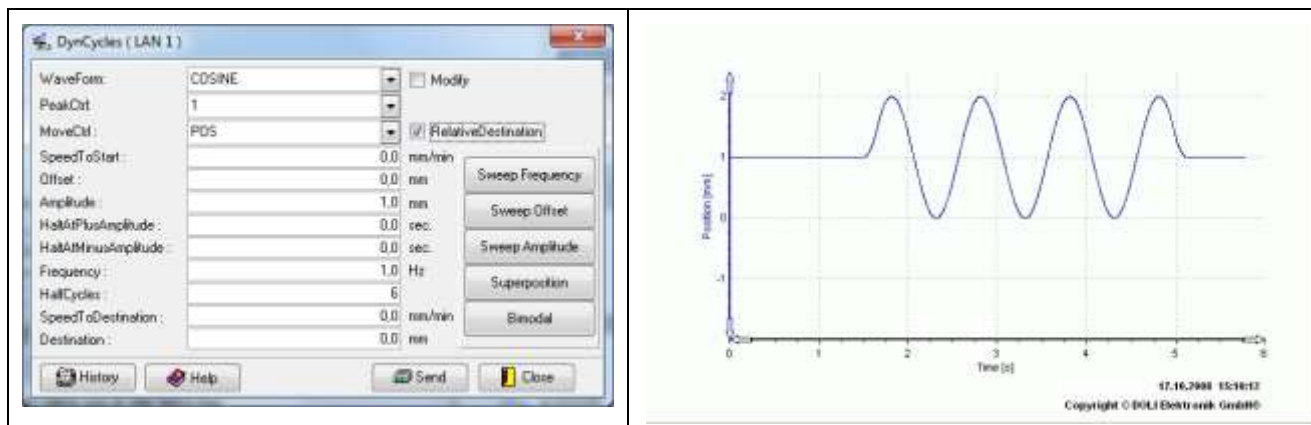 DynCycles ( LAN 1 )
WaveForm: COSINE Modify
PeakCtrl 1
MoveCtrl : POS RelativeDestination
SpeedToStart : 0.0 mm/min
Offset : 0,0 mm
Amplitude : 1.0 mm
HaltAtPlusAmplitude : 0.0 sec.
HaltAtMinusAmplitude : 0.0 sec.
Frequency : 1.0 Hz
HalfCycles : 6
SpeedToDestination : 0,0 mm/min
Destination : 0.0 mm
Sweep Frequency
Sweep Offset
Sweep Amplitude
Superposition
Bimodal
History Help Send Close
Position [mm]
2
1
0
-1
0 1 2 3 4 5 6
Time [s]
17.10.2008
Copyright © DOLI Elektronik GmbH®